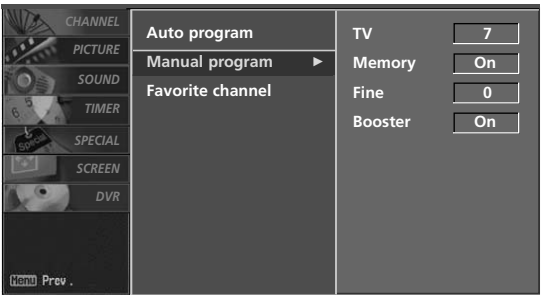 CHANNEL
PICTURE
SOUND
TIMER
SPECIAL
SCREEN
DVR
Menu Prev .
Auto program
Manual program ►
Favorite channel
TV 7
Memory On
Fine 0
Booster On
Special